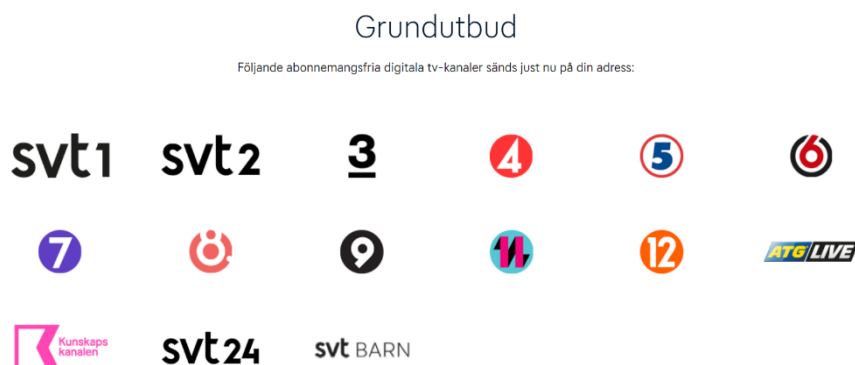 Grundutbud
Följande abonnemangsfria digitala tv-kanaler sänds just nu på din adress:
svt1 svt2 3 4 5 6
7 8 9 11 12 ATG LIVE
Kunskaps
kanalen
svt24 svt BARN